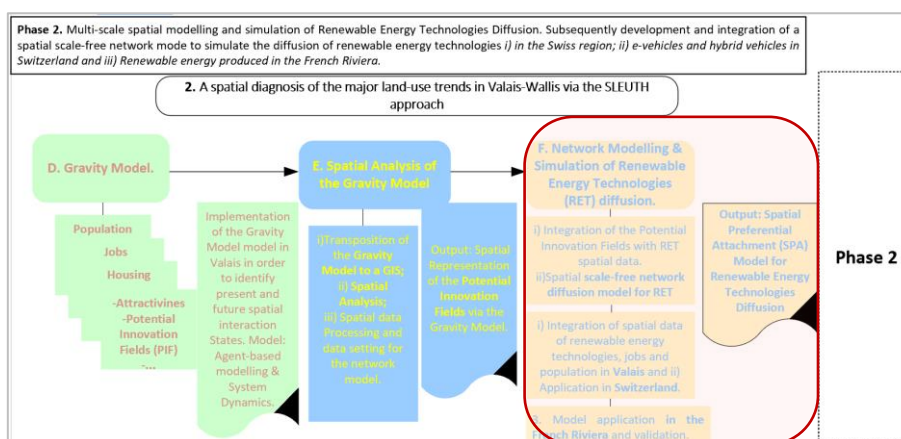 Phase 2. Multi-scale spatial modelling and simulation of Renewable Energy Technologies Diffusion. Subsequently development and integration of
a spatial scale-free network mode to simulate the diffusion of renewable energy technologies i) in the Swiss region; ii) e-vehicles and hybrid vehicles in
Switzerland and iii) Renewable energy produced in the French Riviera.
2. A spatial diagnosis of the major land-use trends in Valais-Wallis via the SLEUTH
approach
D. Gravity Model.
Population
Jobs
Housing
-Attractivines
-Potential
Innovation
Fields (PIF)
-...
Implementation
of the Gravity
Model model in
Valais in order
to identify
present and
future spatial
interaction
States. Model:
Agent-based
modelling &
System
Dynamics.
E. Spatial Analysis of
the Gravity Model
i)Transposition of
the Gravity
Model to a GIS;
ii) Spatial
Analysis;
iii) Spatial data
Processing and
data setting for
the network
model.
Output: Spatial
Representation
of the Potential
Innovation
Fields via the
Gravity Model.
F. Network Modelling &
Simulation of Renewable
Energy Technologies
(RET) diffusion.
i) Integration of the Potential
Innovation Fields with RET
spatial data.
ii)Spatial scale-free network
diffusion model for RET
i) Integration of spatial data
of renewable energy
technologies, jobs and
population in Valais and ii)
Application in Switzerland.
3. Model application in the
French Riviera and validation.
Output: Spatial
Preferential
Attachment (SPA)
Model for
Renewable Energy
Technologies
Diffusion
Phase 2